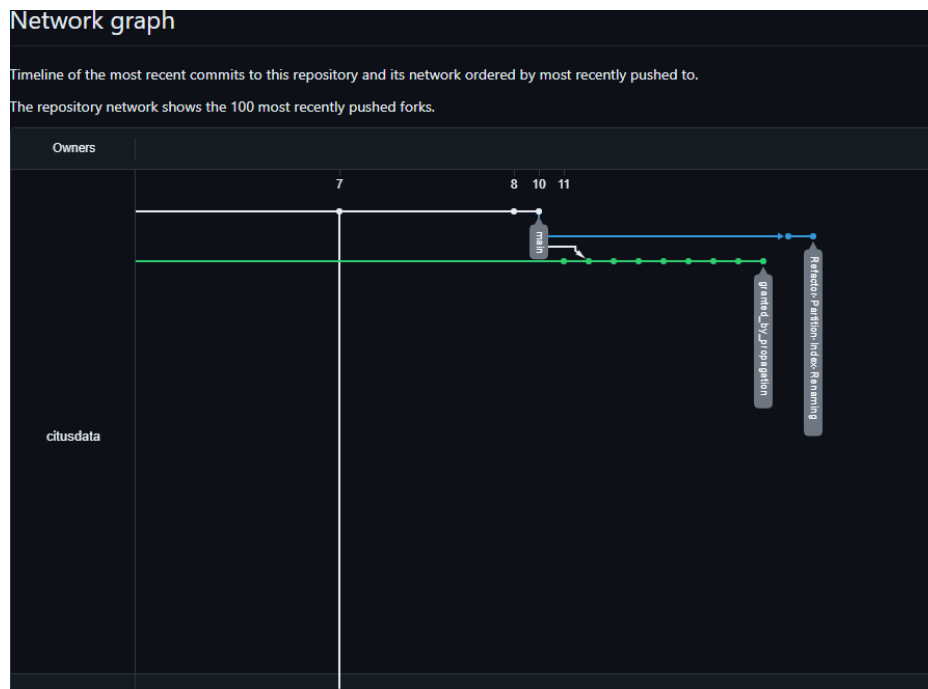 Network graph
Timeline of the most recent commits to this repository and its network ordered by most recently pushed to.
The repository network shows the 100 most recently pushed forks.
Owners
7 8 10 11
main
granted_by_propagation
Refactor-Partition-Index-Renaming
citusdata